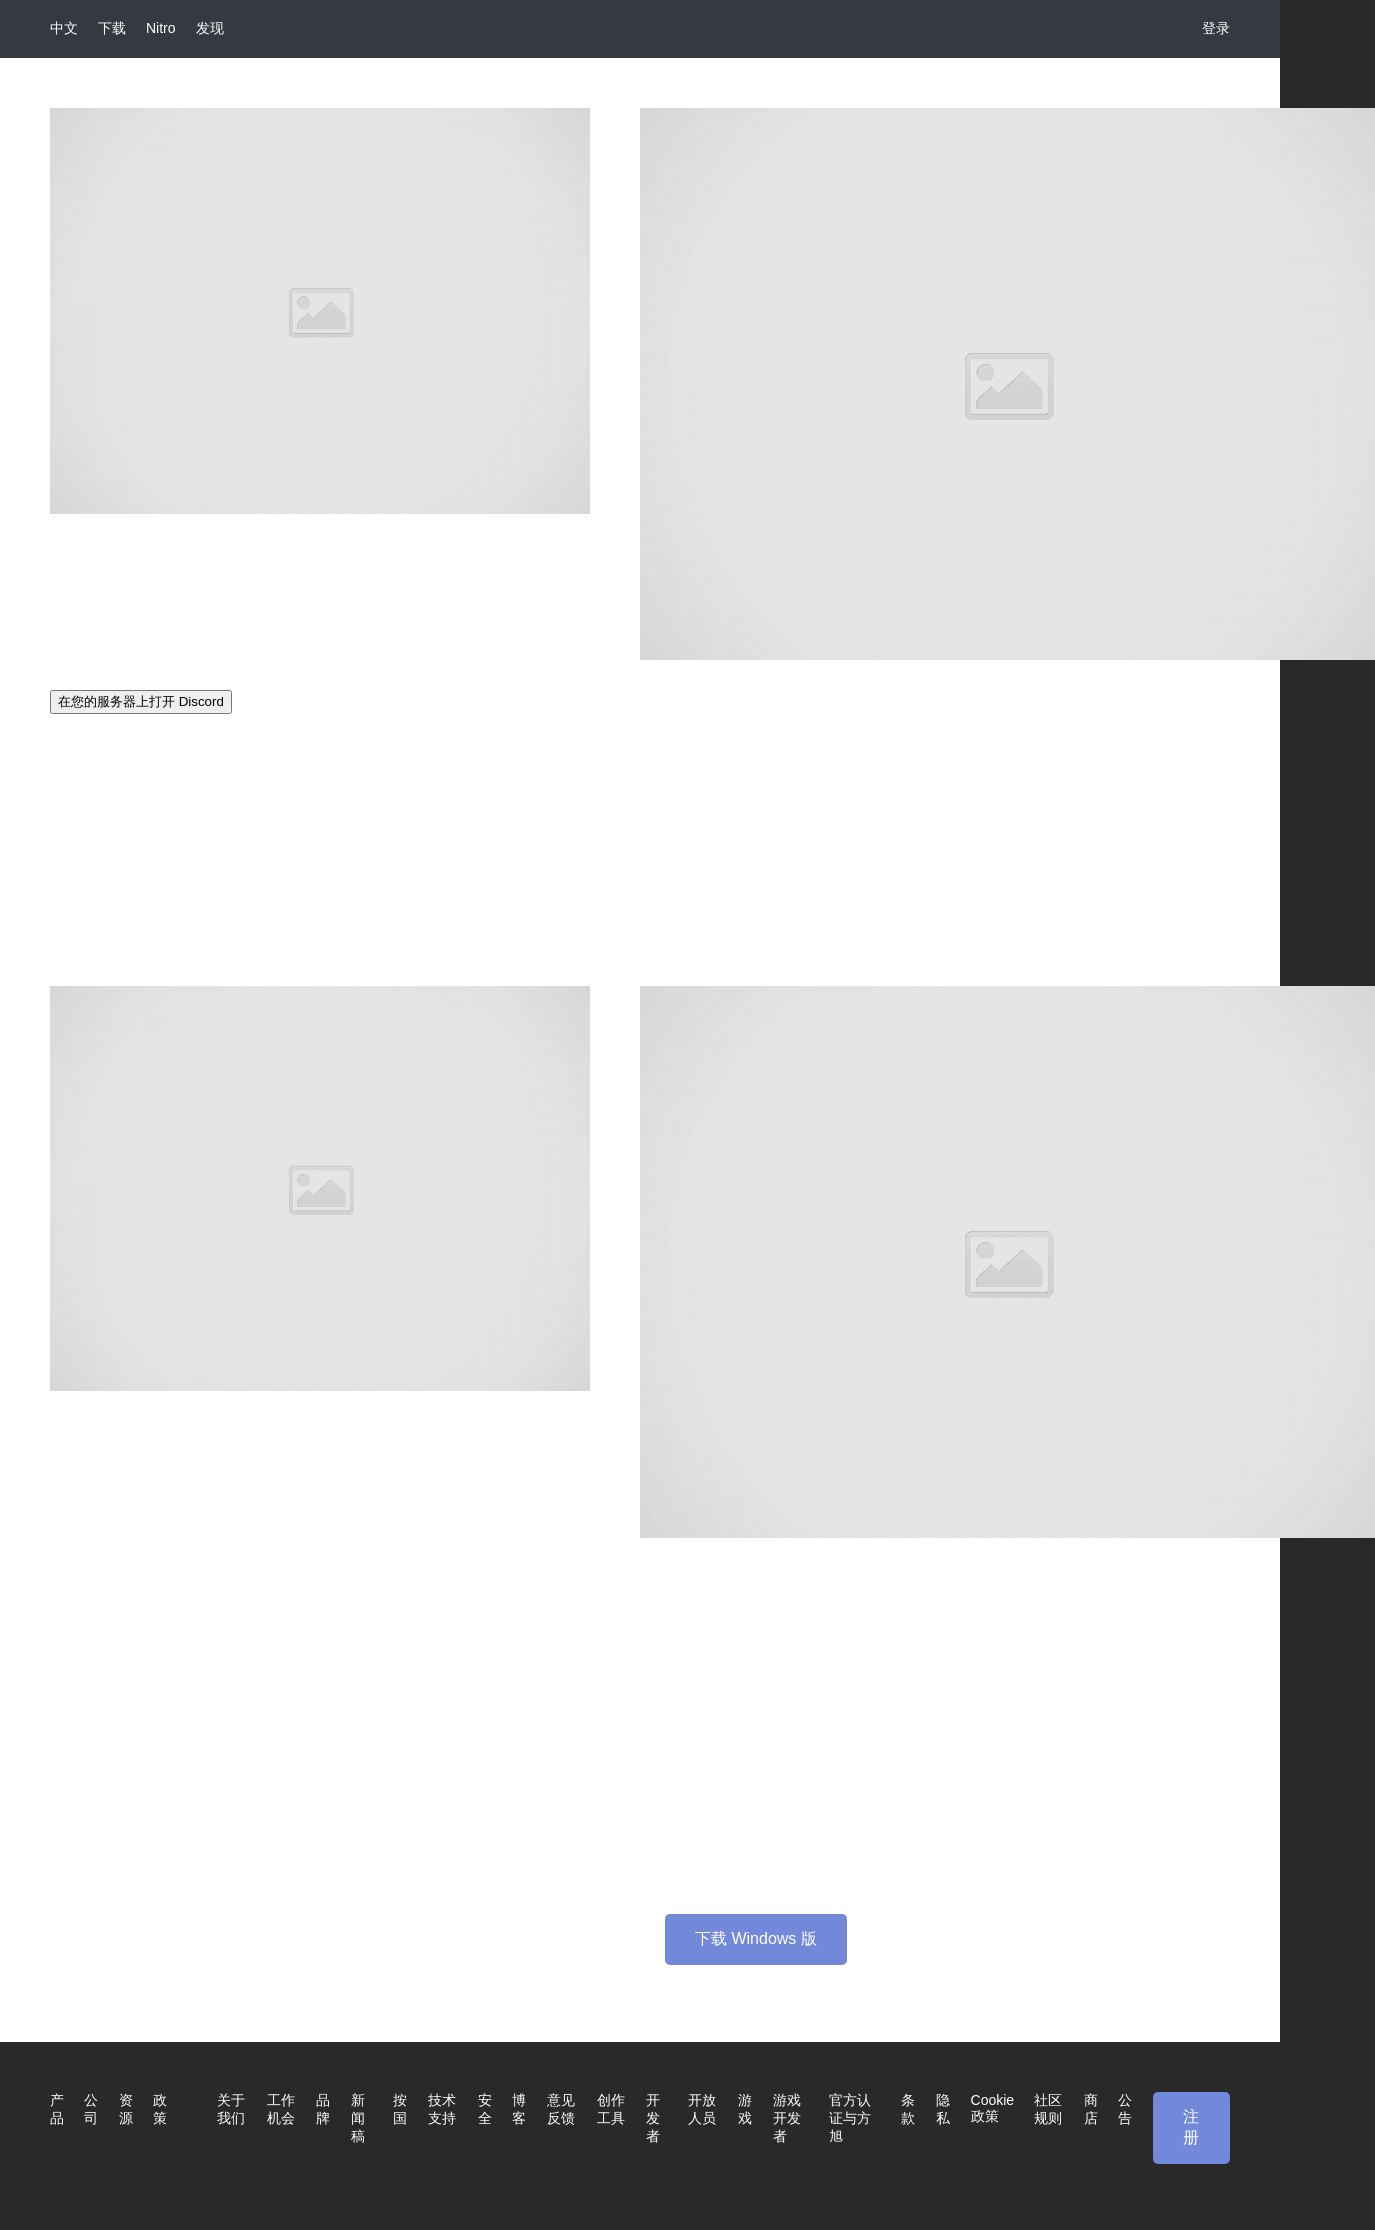 中文 下载 Nitro 发现 登录
在您的服务器上打开 Discord
下载 Windows 版
产品 公司 资源 政策 关于我们 工作机会 品牌 新闻稿 按国 技术支持 安全 博客 意见反馈 创作工具 开发者 开放人员 游戏 游戏开发者 官方认证与方旭 条款 隐私 Cookie 政策 社区规则 商店 公告 注册